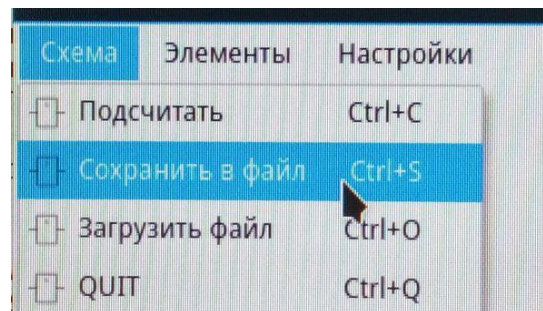 Схема Элементы Настройки
Подсчитать Ctrl+C
Сохранить в файл Ctrl+S
Загрузить файл Ctrl+O
QUIT Ctrl+Q